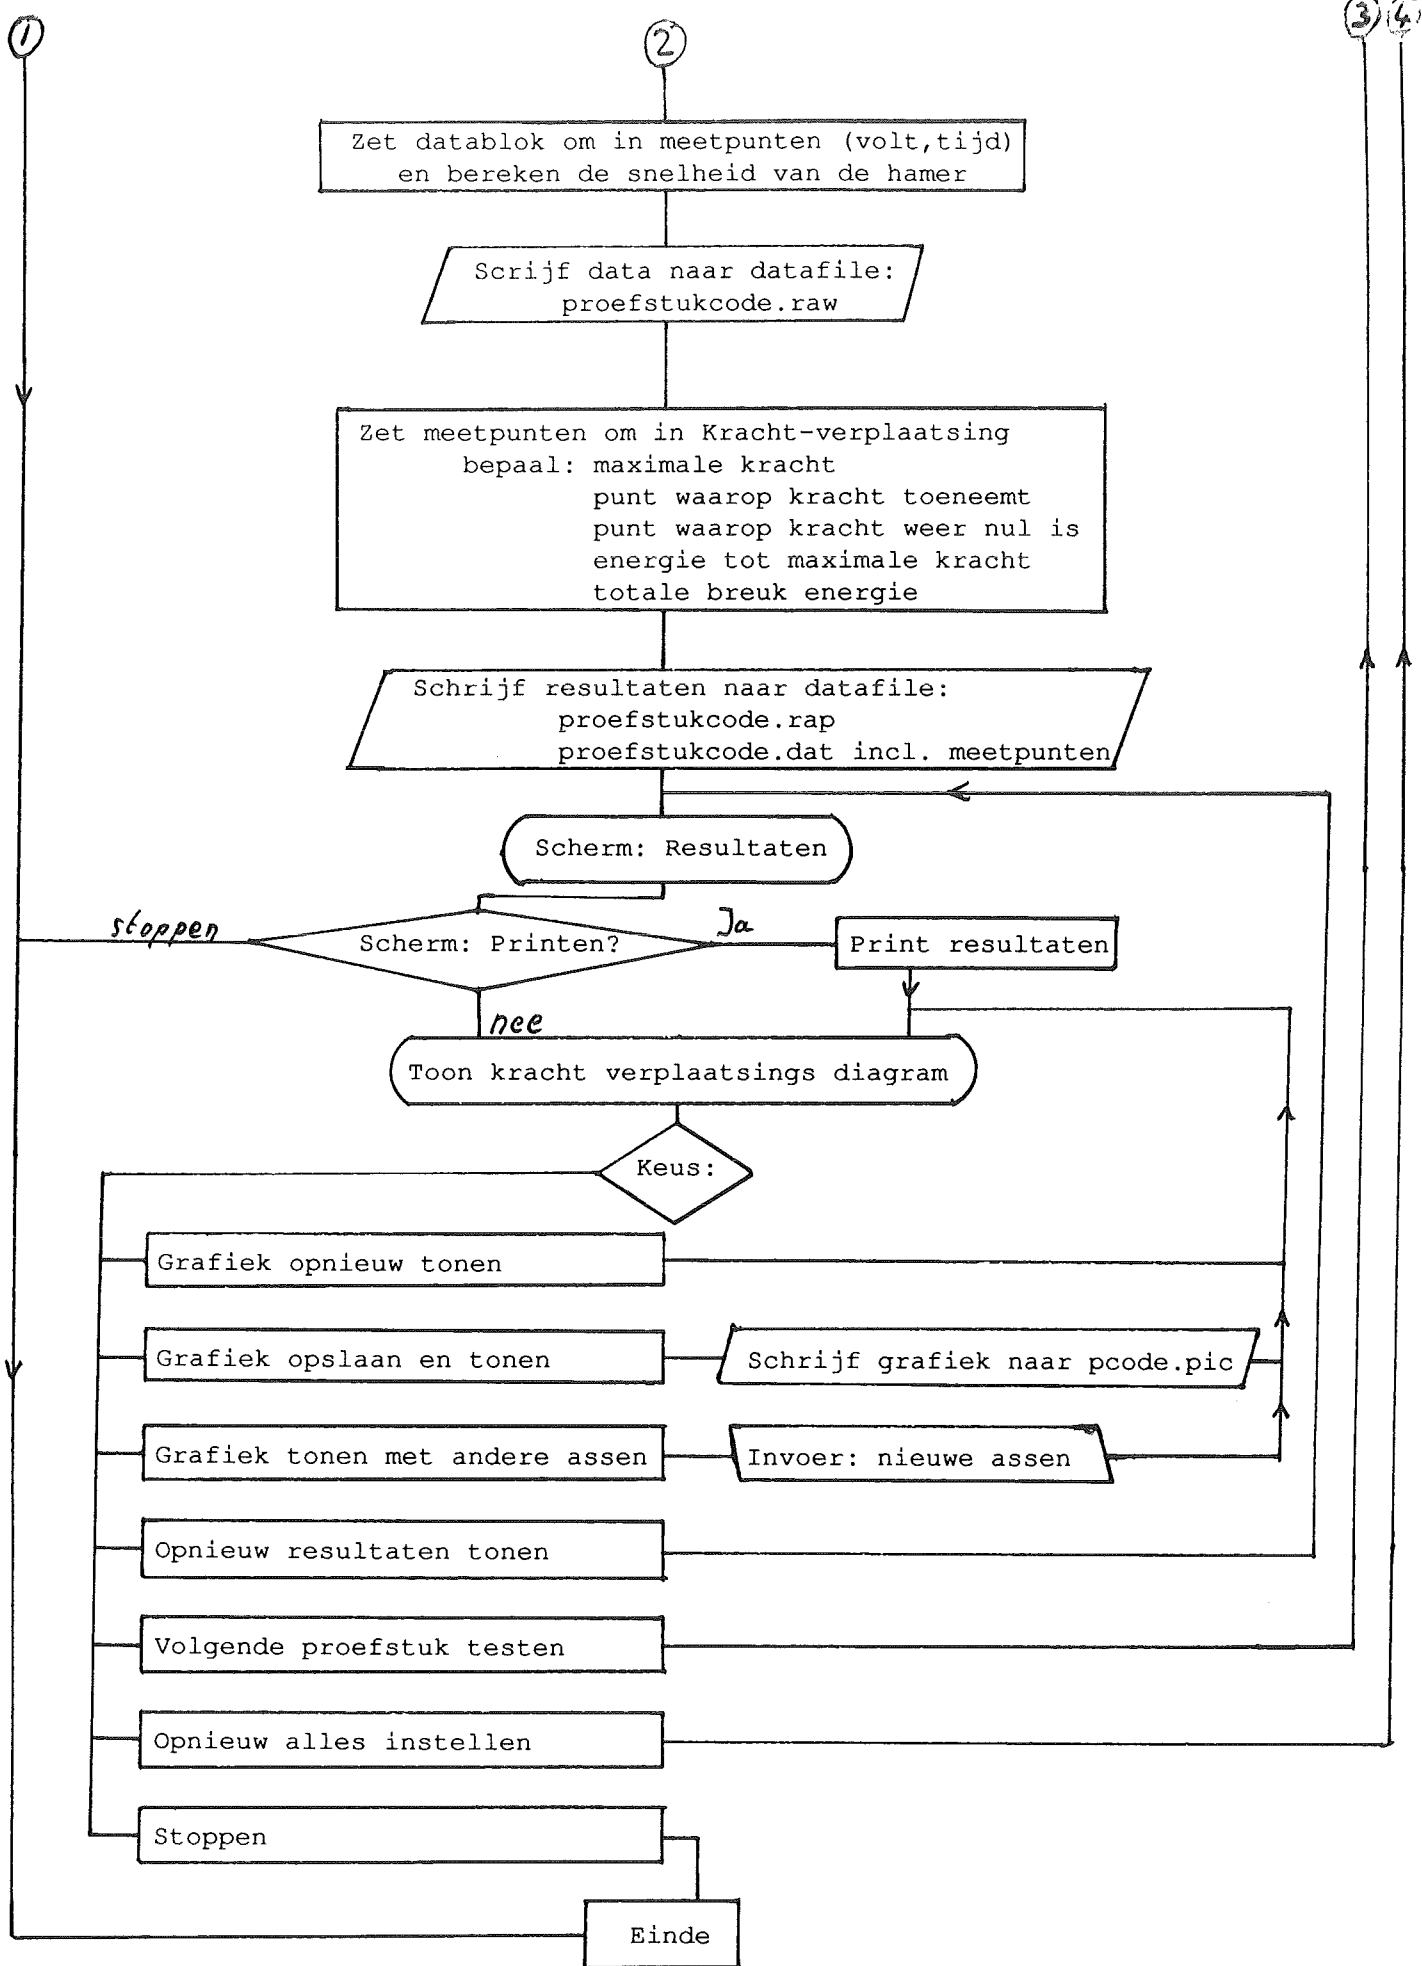 1
2
3 4
Zet datablok om in meetpunten (volt,tijd)
en bereken de snelheid van de hamer
Scrijf data naar datafile:
proefstukcode.raw
Zet meetpunten om in Kracht-verplaatsing
bepaal: maximale kracht
punt waarop kracht toeneemt
punt waarop kracht weer nul is
energie tot maximale kracht
totale breuk energie
Schrijf resultaten naar datafile:
proefstukcode.rap
proefstukcode.dat incl. meetpunten
Scherm: Resultaten
stoppen
Scherm: Printen?
Ja
Print resultaten
nee
Toon kracht verplaatsings diagram
Keus:
Grafiek opnieuw tonen
Grafiek opslaan en tonen
Schrijf grafiek naar pcode.pic
Grafiek tonen met andere assen
Invoer: nieuwe assen
Opnieuw resultaten tonen
Volgende proefstuk testen
Opnieuw alles instellen
Stoppen
Einde